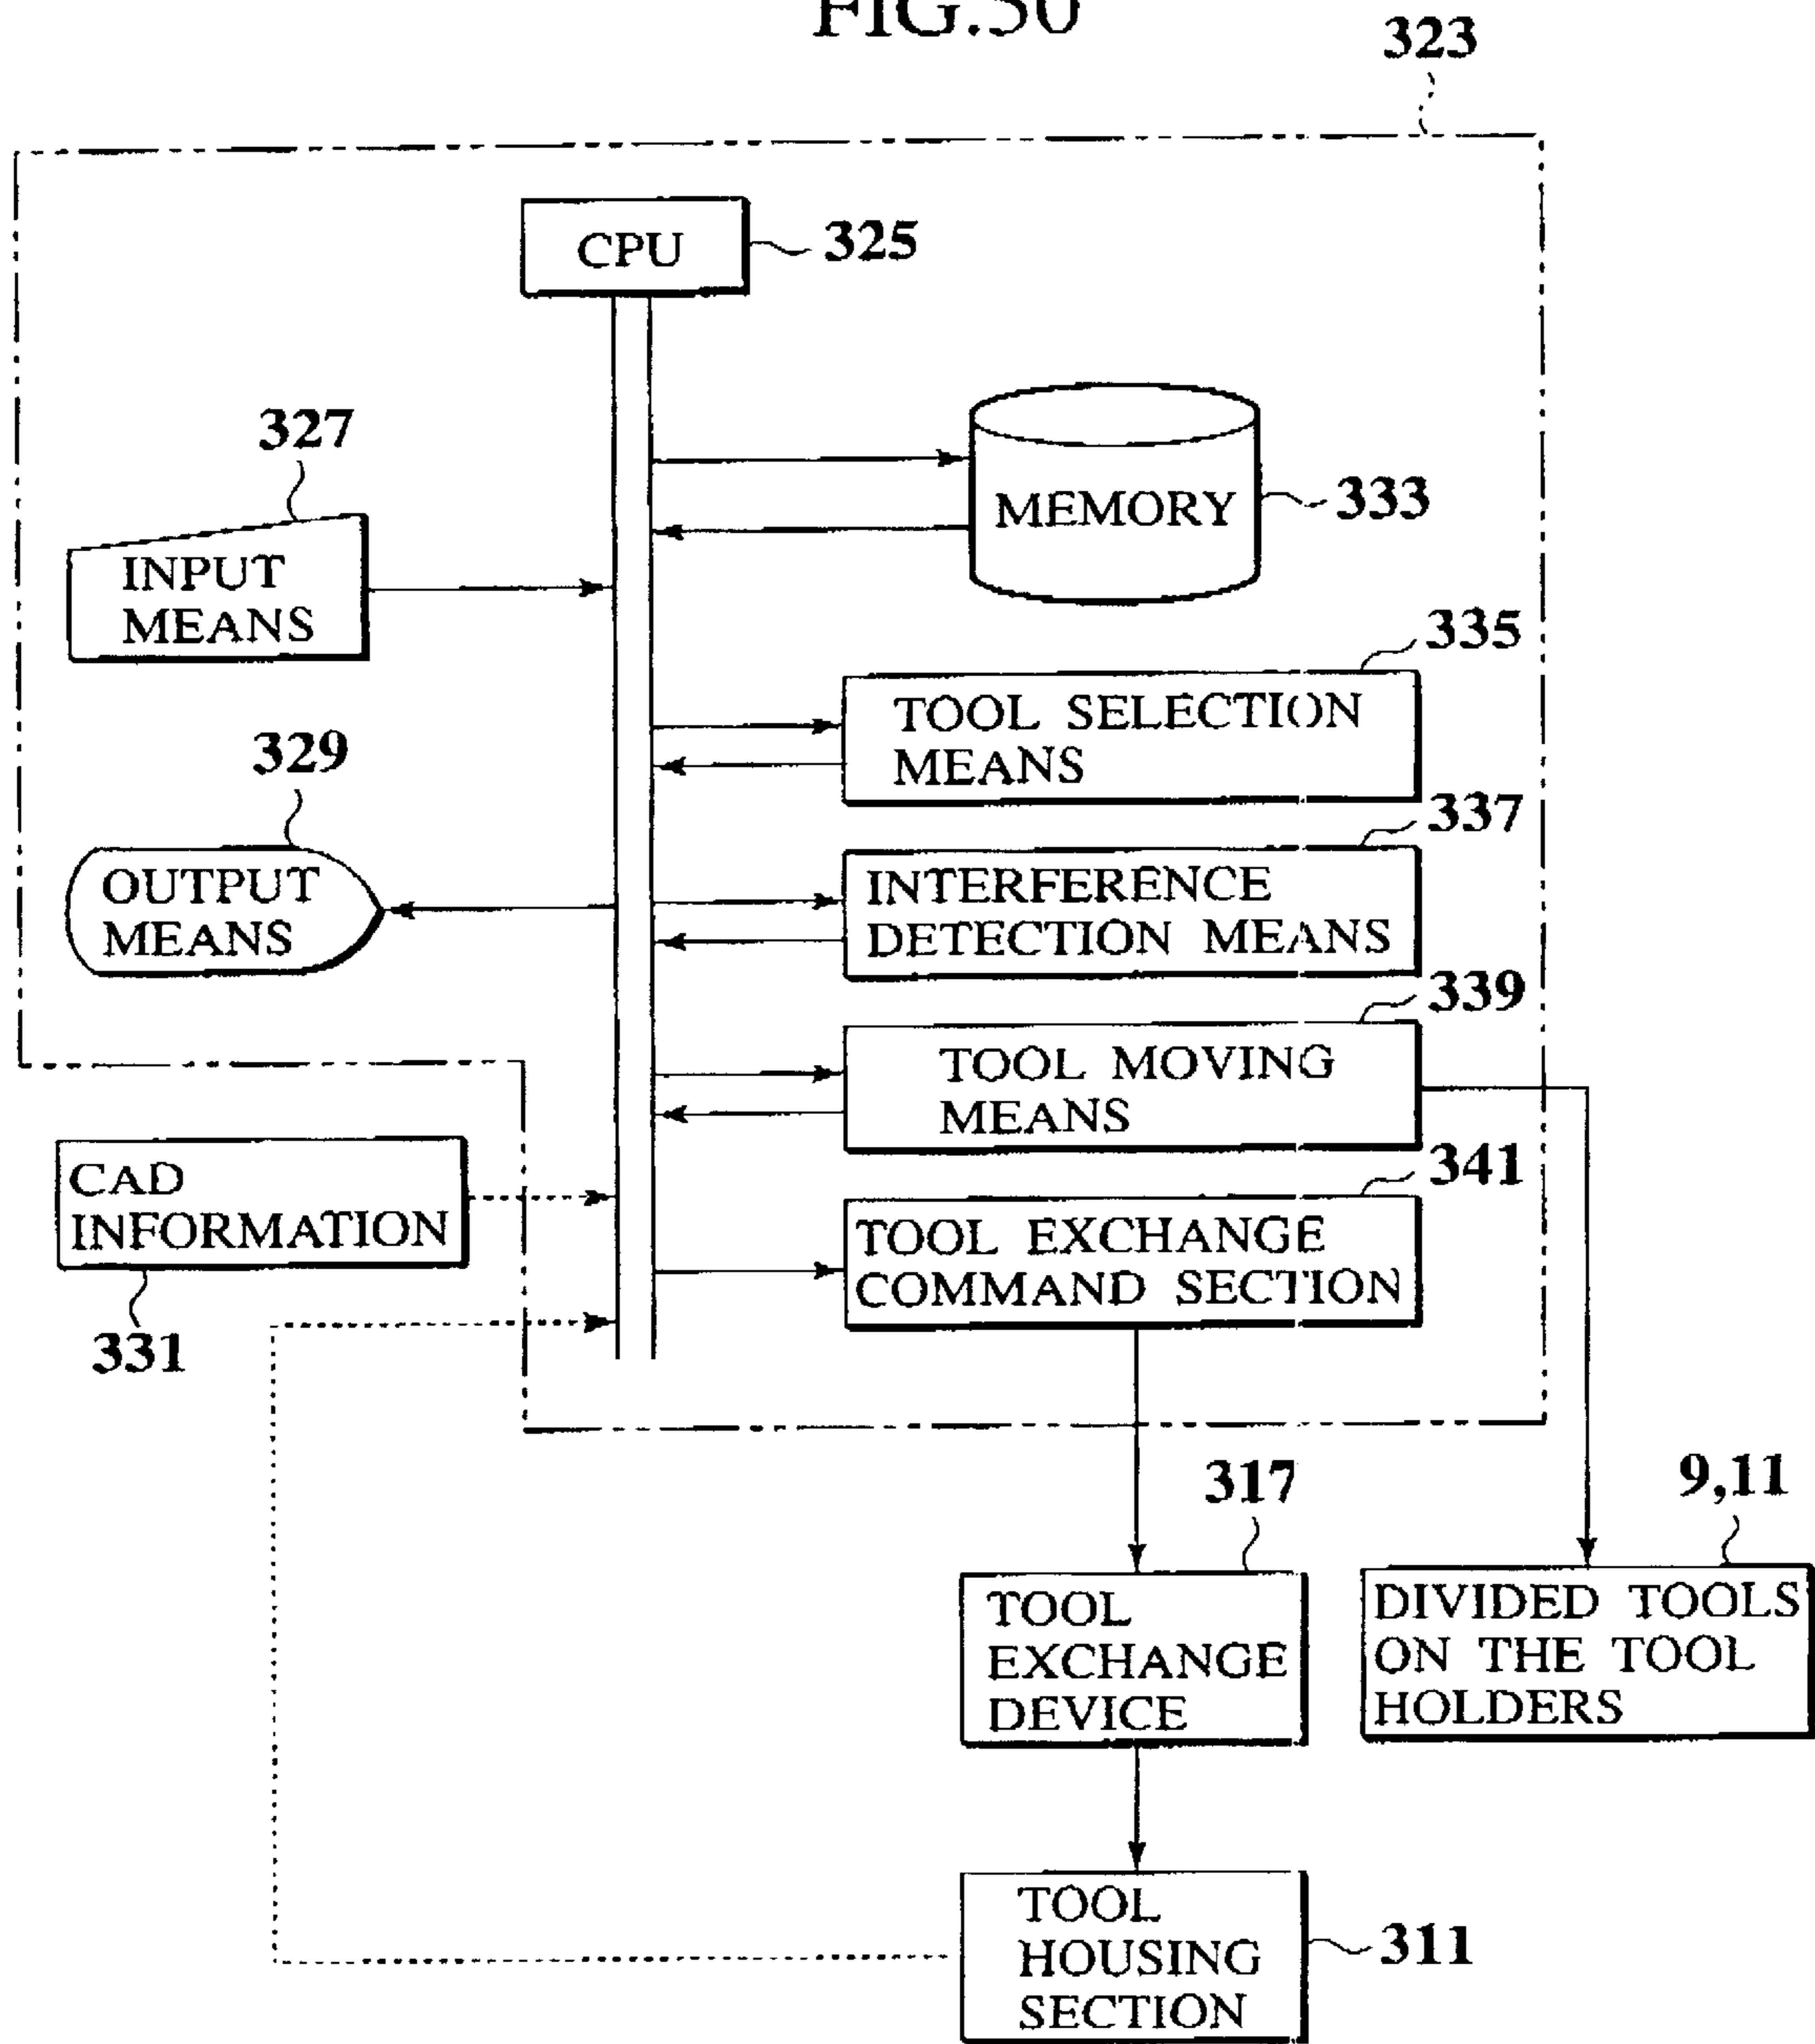 FIG.30
323
CPU
325
327
INPUT
MEANS
MEMORY
333
335
TOOL SELECTION
MEANS
329
OUTPUT
MEANS
337
INTERFERENCE
DETECTION MEANS
339
TOOL MOVING
MEANS
CAD
INFORMATION
331
341
TOOL EXCHANGE
COMMAND SECTION
317
TOOL
EXCHANGE
DEVICE
9,11
DIVIDED TOOLS
ON THE TOOL
HOLDERS
TOOL
HOUSING
SECTION
311